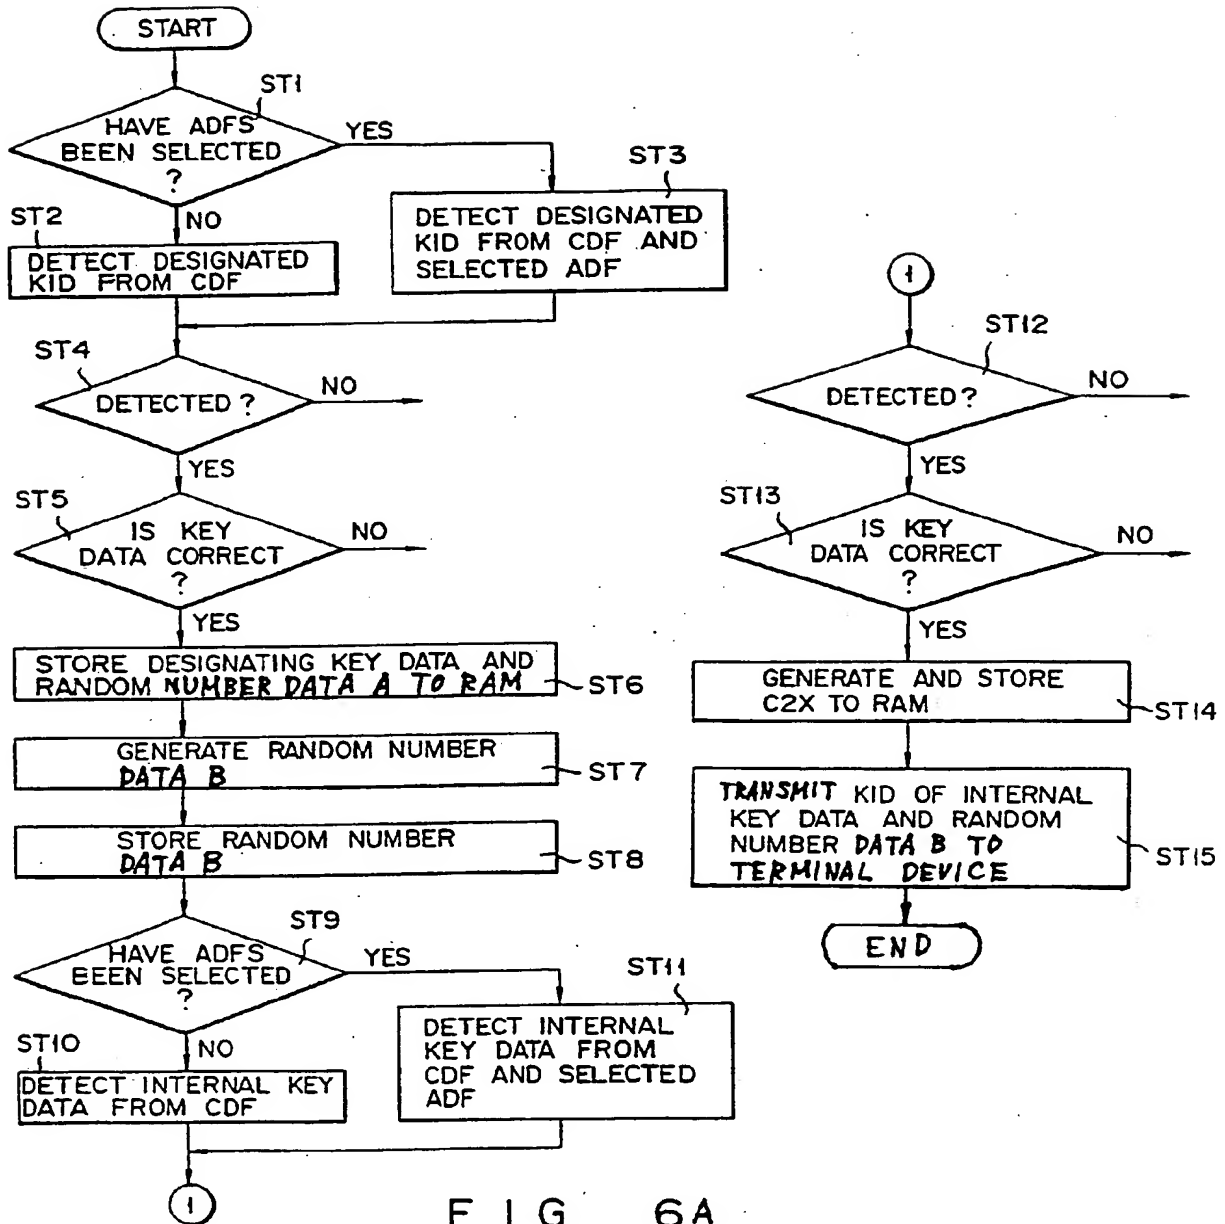 START
ST1
HAVE ADFS
BEEN SELECTED
?
YES
NO
ST2
DETECT DESIGNATED
KID FROM CDF
ST3
DETECT DESIGNATED
KID FROM CDF AND
SELECTED ADF
ST4
DETECTED ?
NO
YES
ST5
IS KEY
DATA CORRECT
?
NO
YES
STORE DESIGNATING KEY DATA AND
RANDOM NUMBER DATA A TO RAM
ST6
GENERATE RANDOM NUMBER
DATA B
ST7
STORE RANDOM NUMBER
DATA B
ST8
ST9
HAVE ADFS
BEEN SELECTED
?
YES
NO
ST10
DETECT INTERNAL KEY
DATA FROM CDF
ST11
DETECT INTERNAL
KEY DATA FROM
CDF AND SELECTED
ADF
1
1
ST12
DETECTED ?
NO
YES
ST13
IS KEY
DATA CORRECT
?
NO
YES
GENERATE AND STORE
C2X TO RAM
ST14
TRANSMIT KID OF INTERNAL
KEY DATA AND RANDOM
NUMBER DATA B TO
TERMINAL DEVICE
ST15
END
FIG 6A